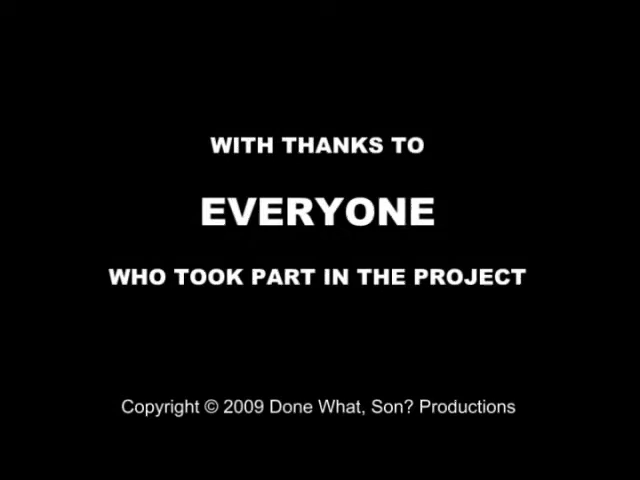 WITH THANKS TO
EVERYONE
WHO TOOK PART IN THE PROJECT
Copyright © 2009 Done What, Son? Productions